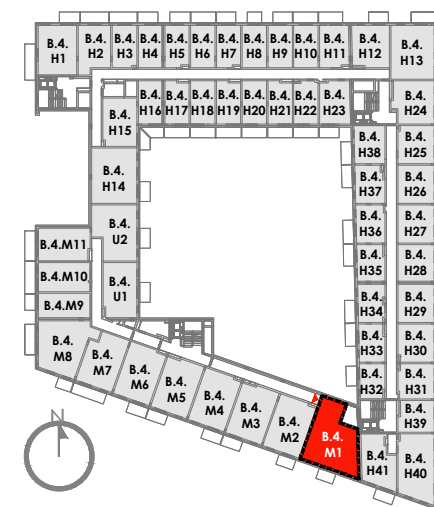 B.4.
H1
B.4.
H2
B.4.
H3
B.4.
H4
B.4.
H5
B.4.
H6
B.4.
H7
B.4.
H8
B.4.
H9
B.4.
H10
B.4.
H11
B.4.
H12
B.4.
H13
B.4.
H16
B.4.
H17
B.4.
H18
B.4.
H19
B.4.
H20
B.4.
H21
B.4.
H22
B.4.
H23
B.4.
H24
B.4.
H15
B.4.
H38
B.4.
H25
B.4.
H14
B.4.
H37
B.4.
H26
B.4.
U2
B.4.
H36
B.4.
H27
B.4.M11
B.4.
H35
B.4.
H28
B.4.M10
B.4.
U1
B.4.
H34
B.4.
H29
B.4.M9
B.4.
H33
B.4.
H30
B.4.
M8
B.4.
M7
B.4.
M6
B.4.
M5
B.4.
M4
B.4.
M3
B.4.
M2
B.4.
M1
B.4.
H32
B.4.
H31
B.4.
H39
B.4.
H41
B.4.
H40
N